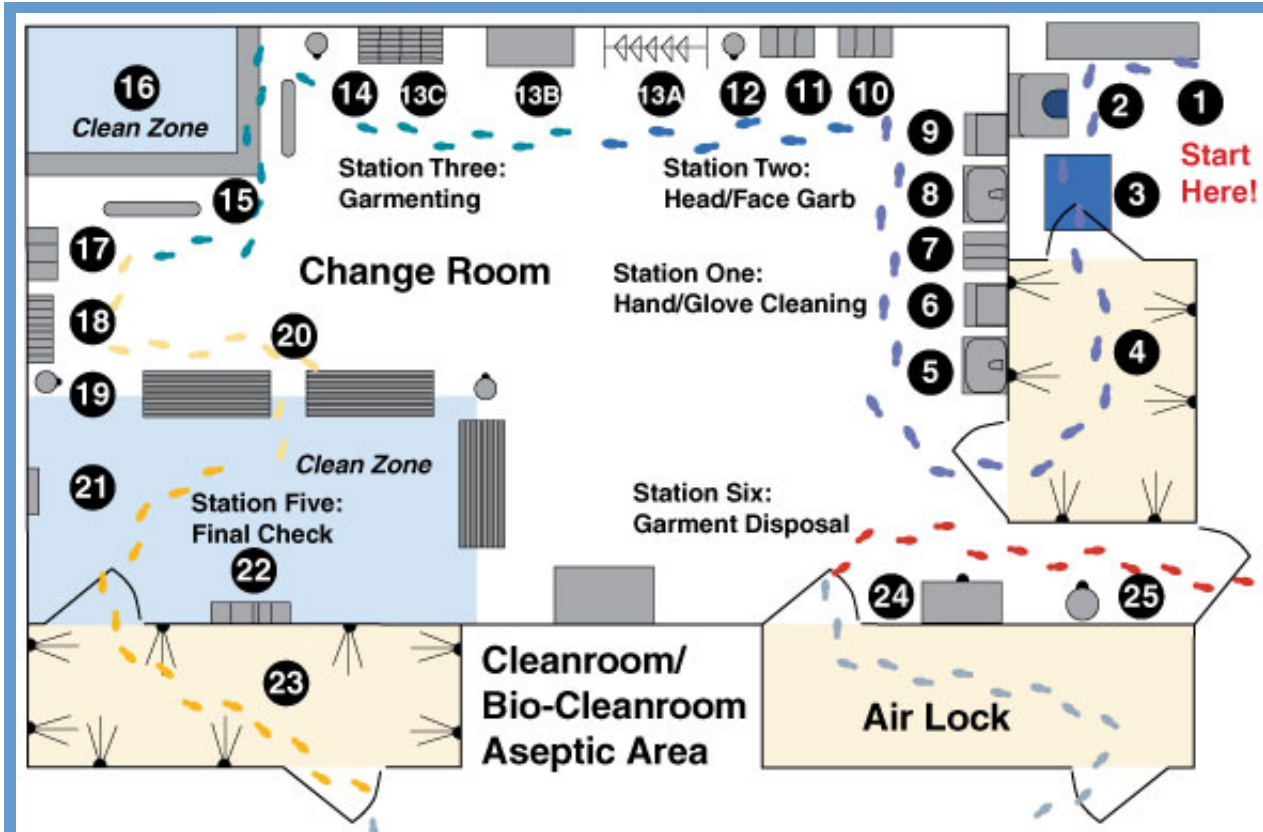 16
Clean Zone
14
13C
13B
13A
12
11
10
9
2
1
Start
Here!
Station Three:
Garmenting
Station Two:
Head/Face Garb
8
3
15
17
7
Change Room
Station One:
Hand/Glove Cleaning
6
18
20
4
5
19
Clean Zone
21
Station Five:
Final Check
Station Six:
Garment Disposal
22
24
25
23
Cleanroom/
Bio-Cleanroom
Aseptic Area
Air Lock